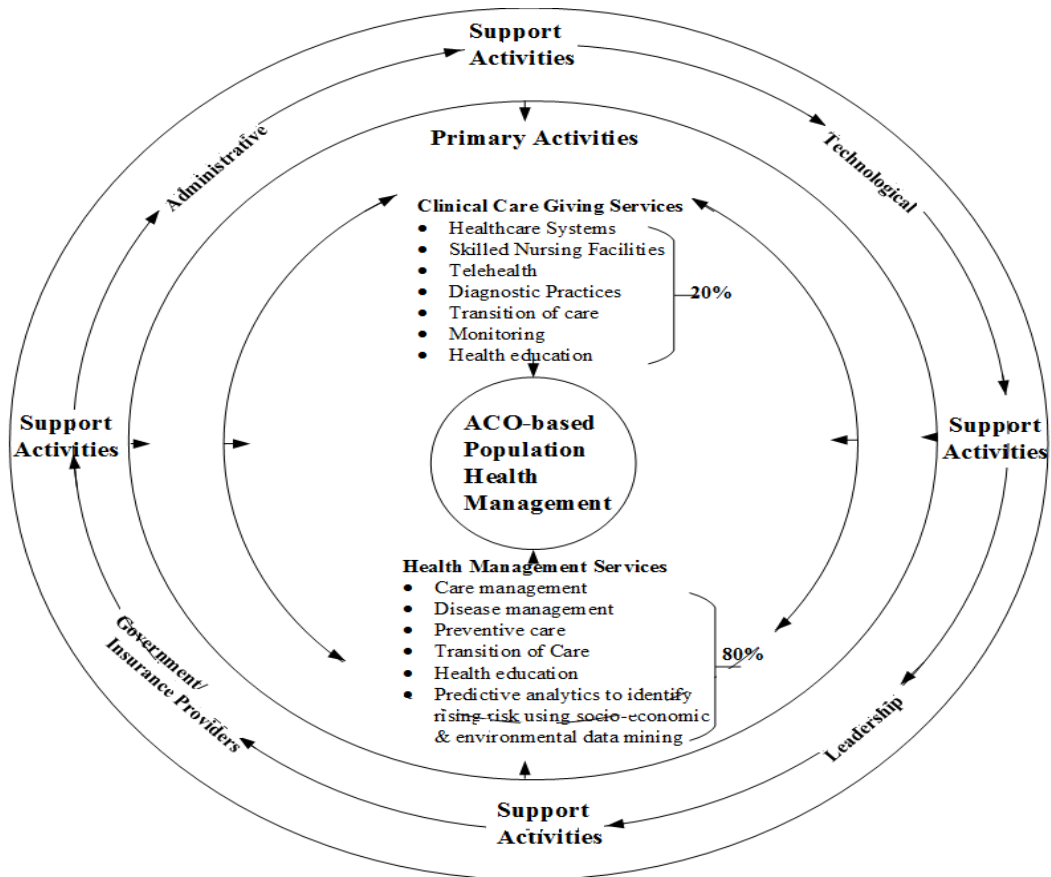 Support
Activities
Primary Activities
Administrative
Technological
Clinical Care Giving Services
• Healthcare Systems
• Skilled Nursing Facilities
• Telehealth
• Diagnostic Practices
• Transition of care
• Monitoring
• Health education
20%
Support
Activities
ACO-based
Population
Health
Management
Support
Activities
Health Management Services
• Care management
• Disease management
• Preventive care
• Transition of Care
• Health education
• Predictive analytics to identify
rising risk using socio-economic
& environmental data mining
80%
Government/
Insurance Providers
Leadership
Support
Activities